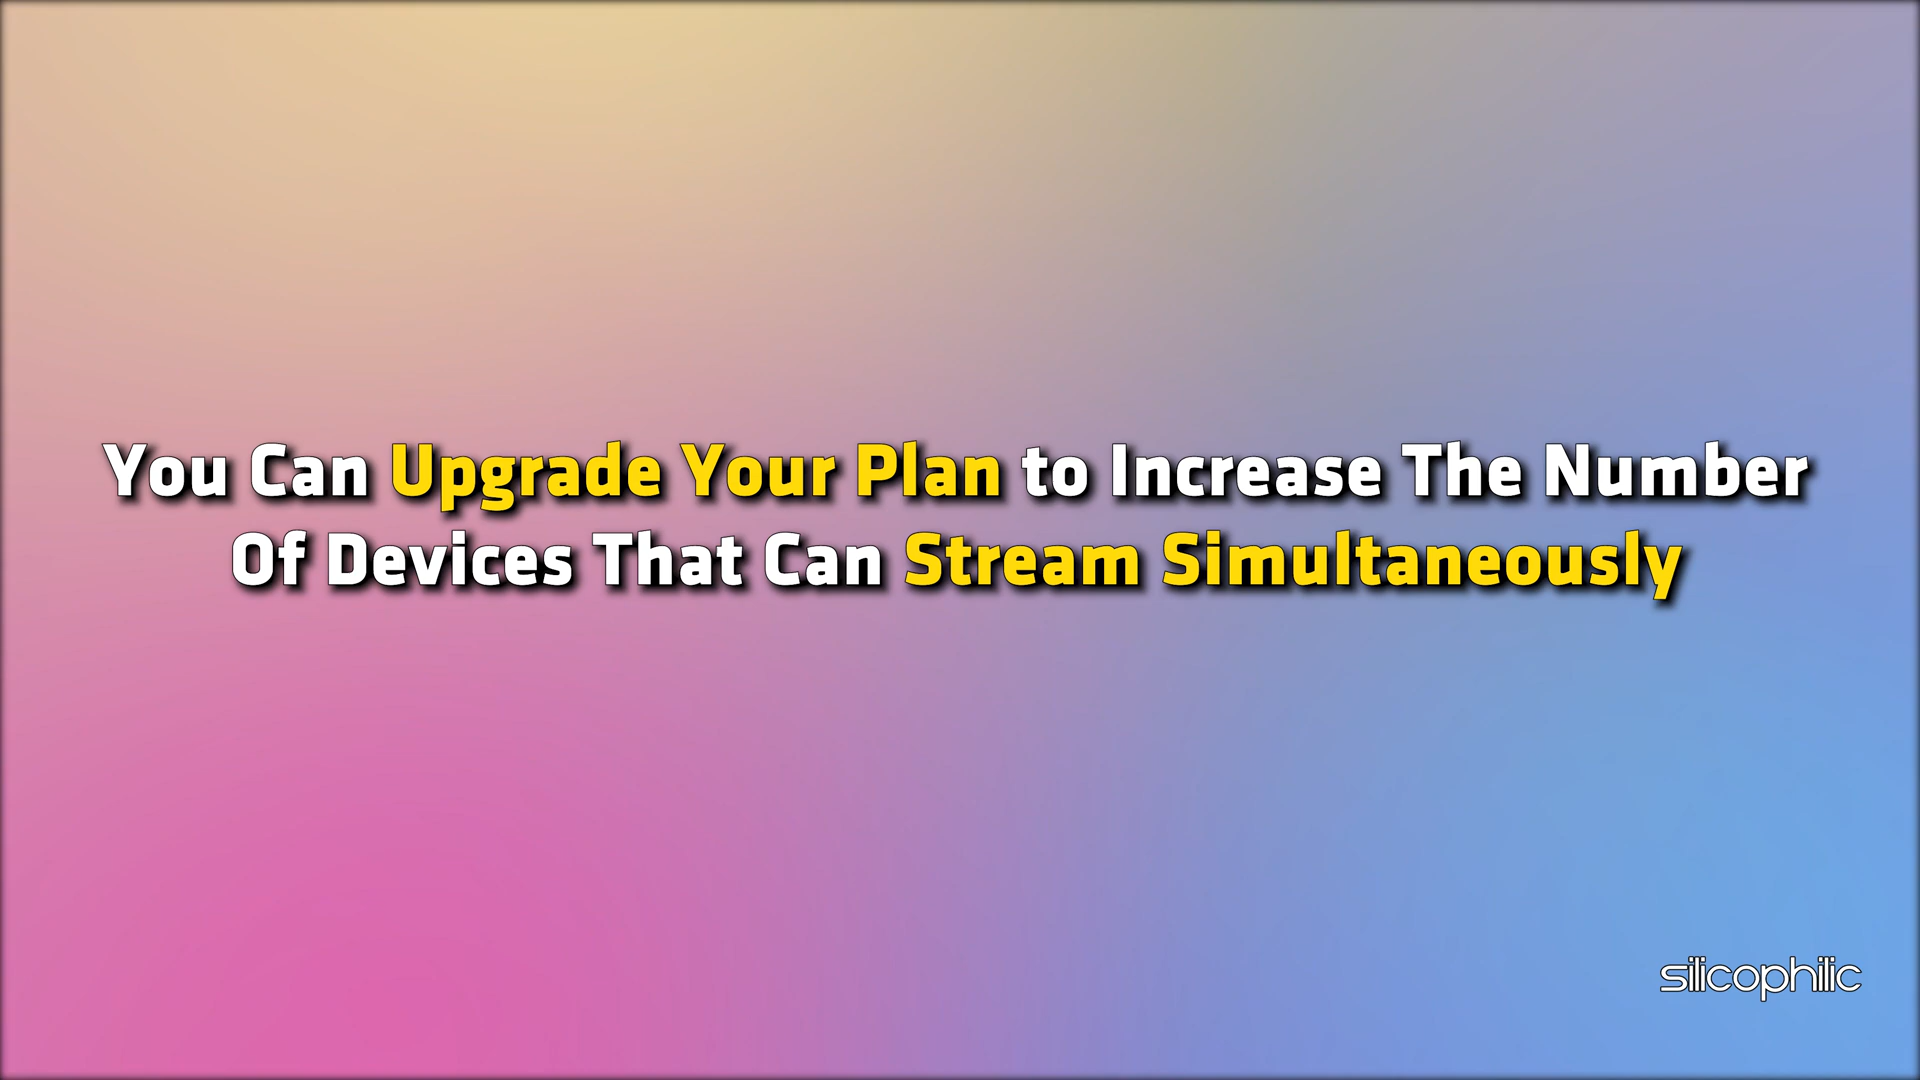 You Can Upgrade Your Plan to Increase The Number
Of Devices That Can Stream Simultaneously
silicophilic